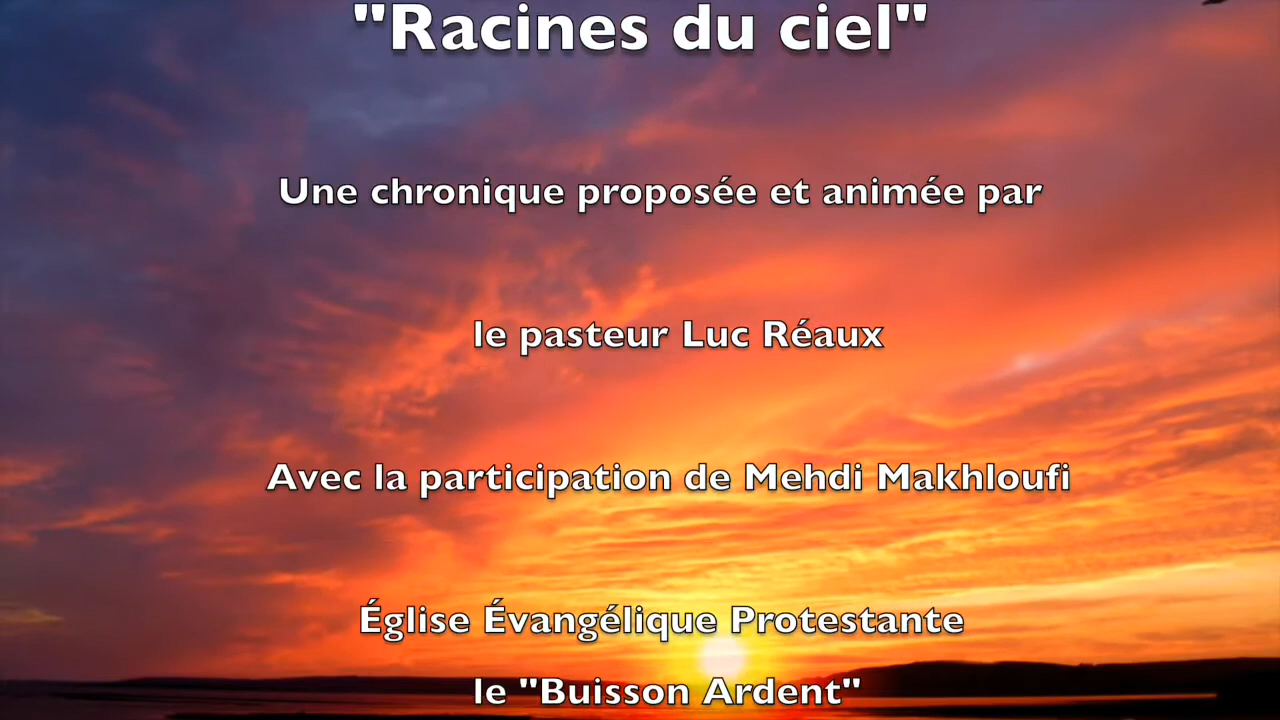 "Racines du ciel"
Une chronique proposée et animée par
le pasteur Luc Réaux
Avec la participation de Mehdi Makhloufi
Église Évangélique Protestante
le "Buisson Ardent"